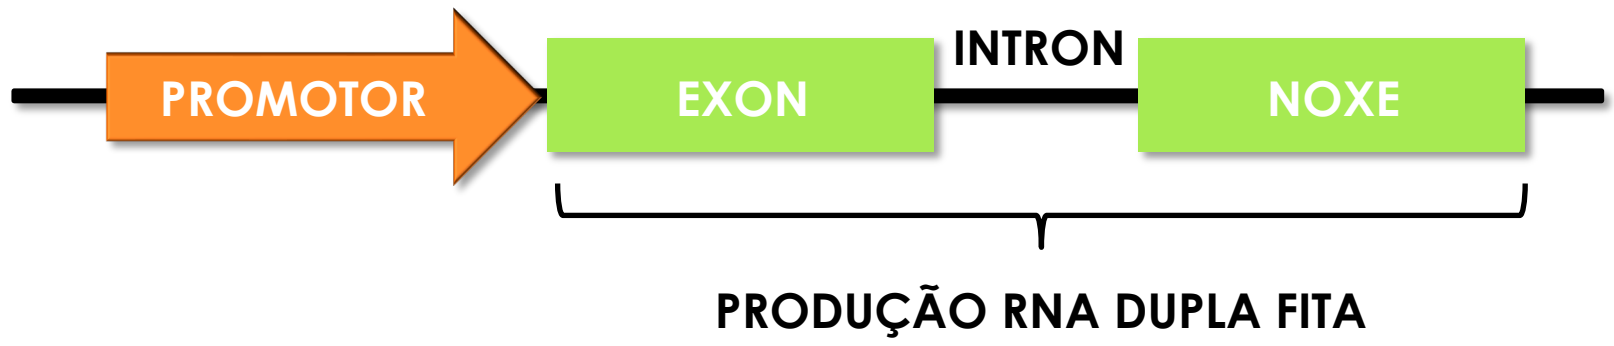 INTRON
PROMOTOR EXON NOXE
PRODUÇÃO RNA DUPLA FITA